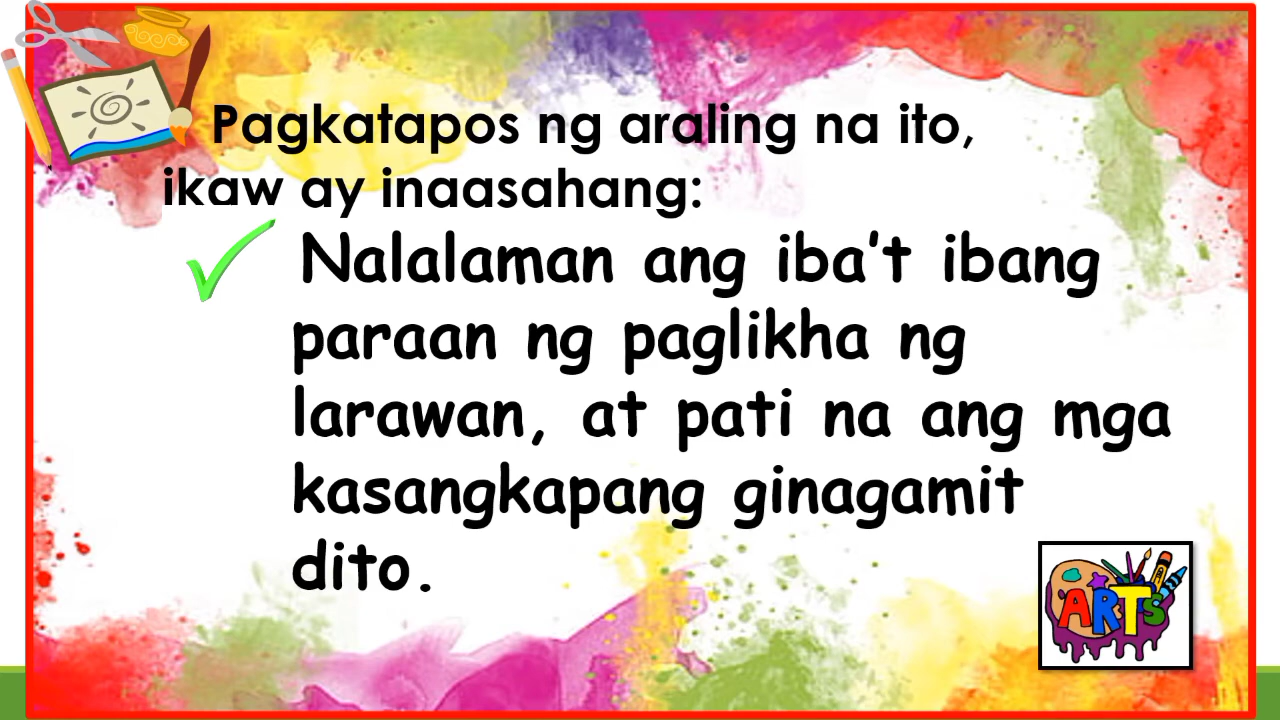 Pagkatapos ng araling na ito,
ikaw ay inaasahang:
Nalalaman ang iba't ibang
paraan ng paglikha ng
larawan, at pati na ang mga
kasangkapang ginagamit
dito.
ARTs